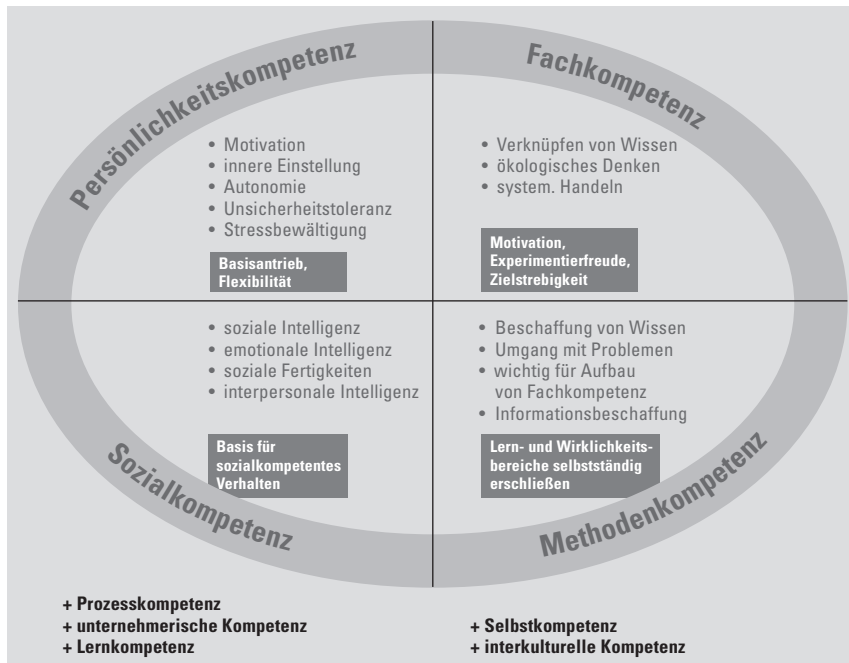 Persönlichkeitskompetenz
• Motivation
• innere Einstellung
• Autonomie
• Unsicherheitstoleranz
• Stressbewältigung
Basisantrieb,
Flexibilität
Fachkompetenz
• Verknüpfen von Wissen
• ökologisches Denken
• system. Handeln
Motivation,
Experimentierfreude,
Zielstrebigkeit
• soziale Intelligenz
• emotionale Intelligenz
• soziale Fertigkeiten
• interpersonale Intelligenz
Basis für
sozialkompetentes
Verhalten
Sozialkompetenz
• Beschaffung von Wissen
• Umgang mit Problemen
• wichtig für Aufbau
von Fachkompetenz
• Informationsbeschaffung
Lern- und Wirklichkeits-
bereiche selbstständig
erschließen
Methodenkompetenz
+ Prozesskompetenz
+ unternehmerische Kompetenz
+ Lernkompetenz
+ Selbstkompetenz
+ interkulturelle Kompetenz